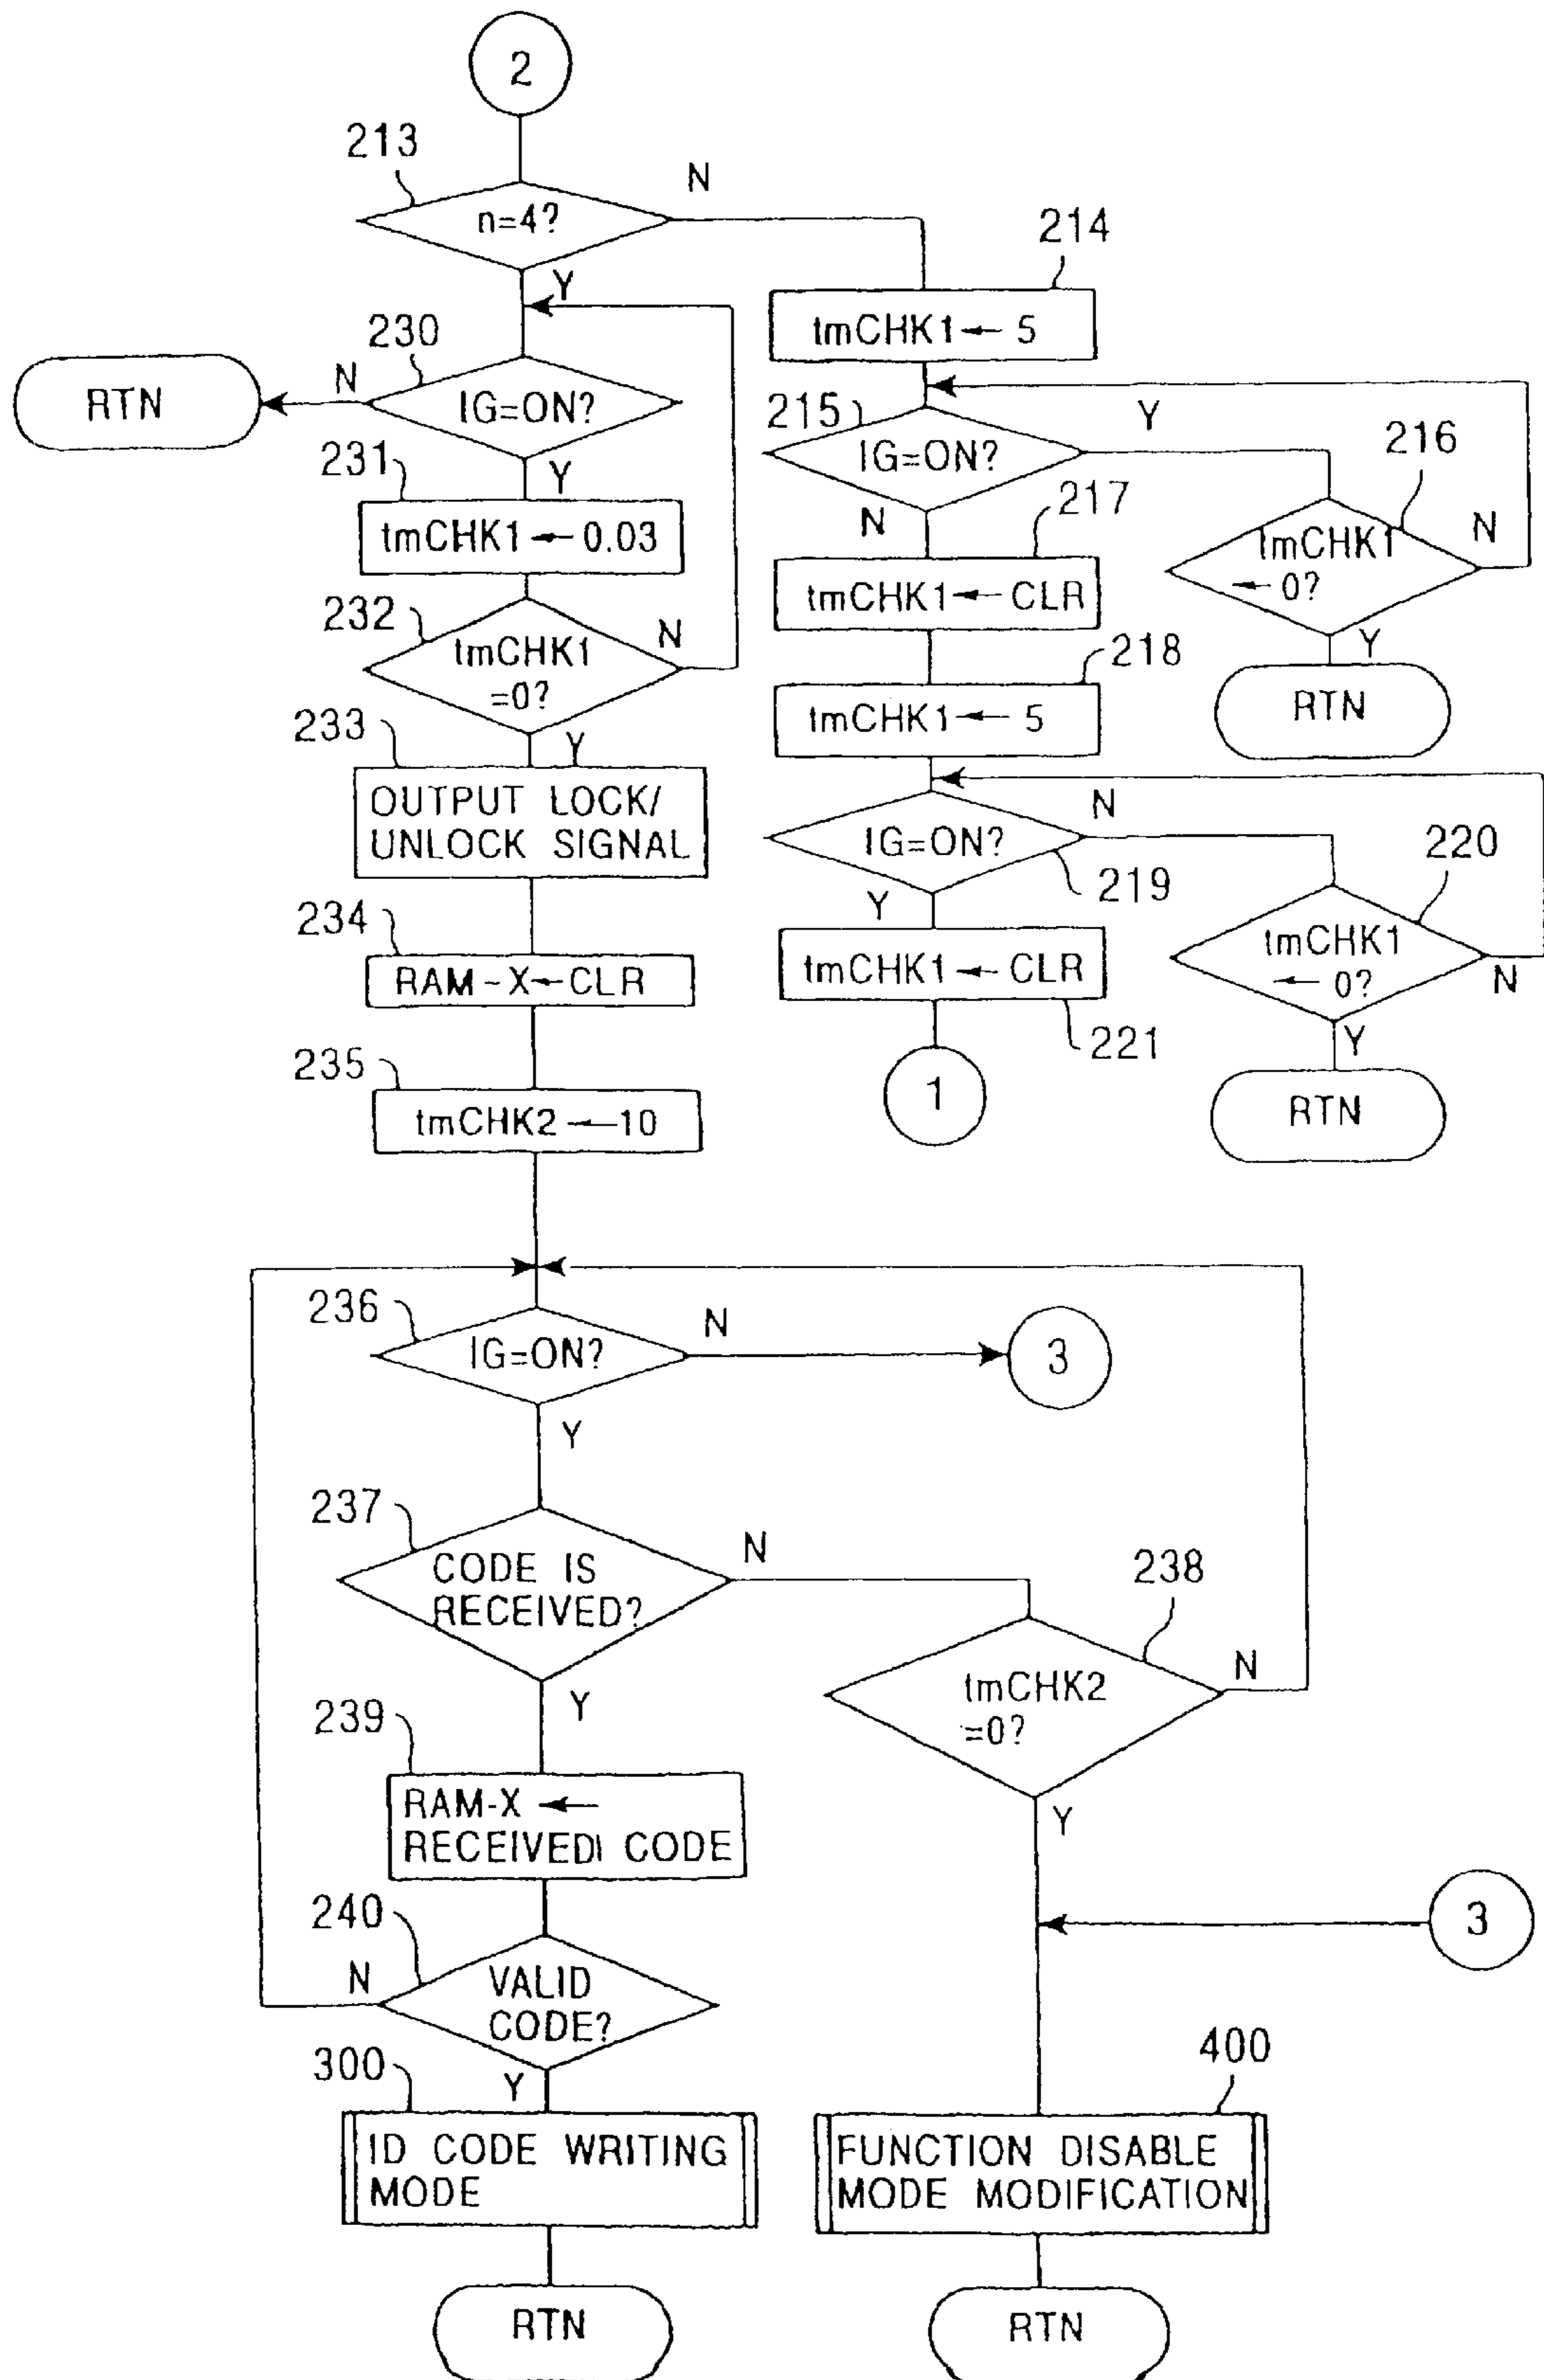 2
213
N
n=4?
214
Y
tmCHK1 ← 5
230
N
RTN
IG=ON?
215
Y
IG=ON?
216
231
Y
217
N
tmCHK1
← 0?
N
tmCHK1 ← 0.03
tmCHK1 ← CLR
232
tmCHK1
=0?
N
Y
218
RTN
tmCHK1 ← 5
233
Y
OUTPUT LOCK/
UNLOCK SIGNAL
N
IG=ON?
220
219
Y
234
tmCHK1
← 0?
N
RAM-X←CLR
tmCHK1 ← CLR
221
Y
235
1
RTN
tmCHK2 ← 10
236
N
IG=ON?
3
Y
237
N
CODE IS
RECEIVED?
238
N
tmCHK2
=0?
Y
239
RAM-X ←
RECEIVED CODE
Y
240
3
N
VALID
CODE?
300
Y
400
ID CODE WRITING
MODE
FUNCTION DISABLE
MODE MODIFICATION
RTN
RTN